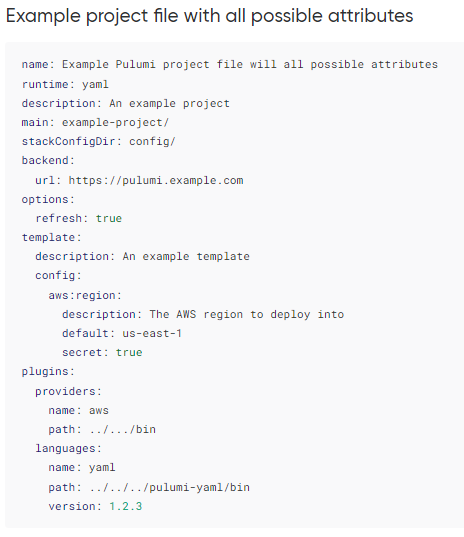 Example project file with all possible attributes
name: Example Pulumi project file will all possible attributes
runtime: yaml
description: An example project
main: example-project/
stackConfigDir: config/
backend:
  url: https://pulumi.example.com
options:
  refresh: true
template:
  description: An example template
  config:
    aws:region:
      description: The AWS region to deploy into
      default: us-east-1
      secret: true
plugins:
  providers:
    name: aws
    path: ../.../bin
  languages:
    name: yaml
    path: ../../../pulumi-yaml/bin
    version: 1.2.3